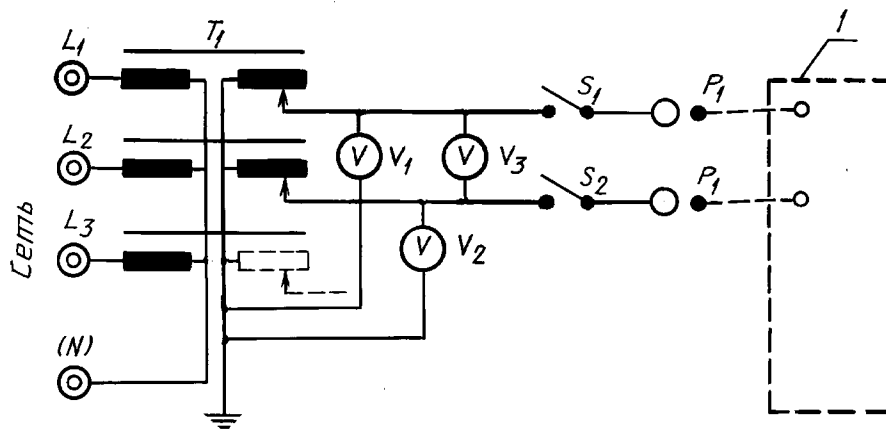 L1 T1 1
S1 P1
L2 V V1 V V3
S2 P1
L3 V V2
Сеть
(N)